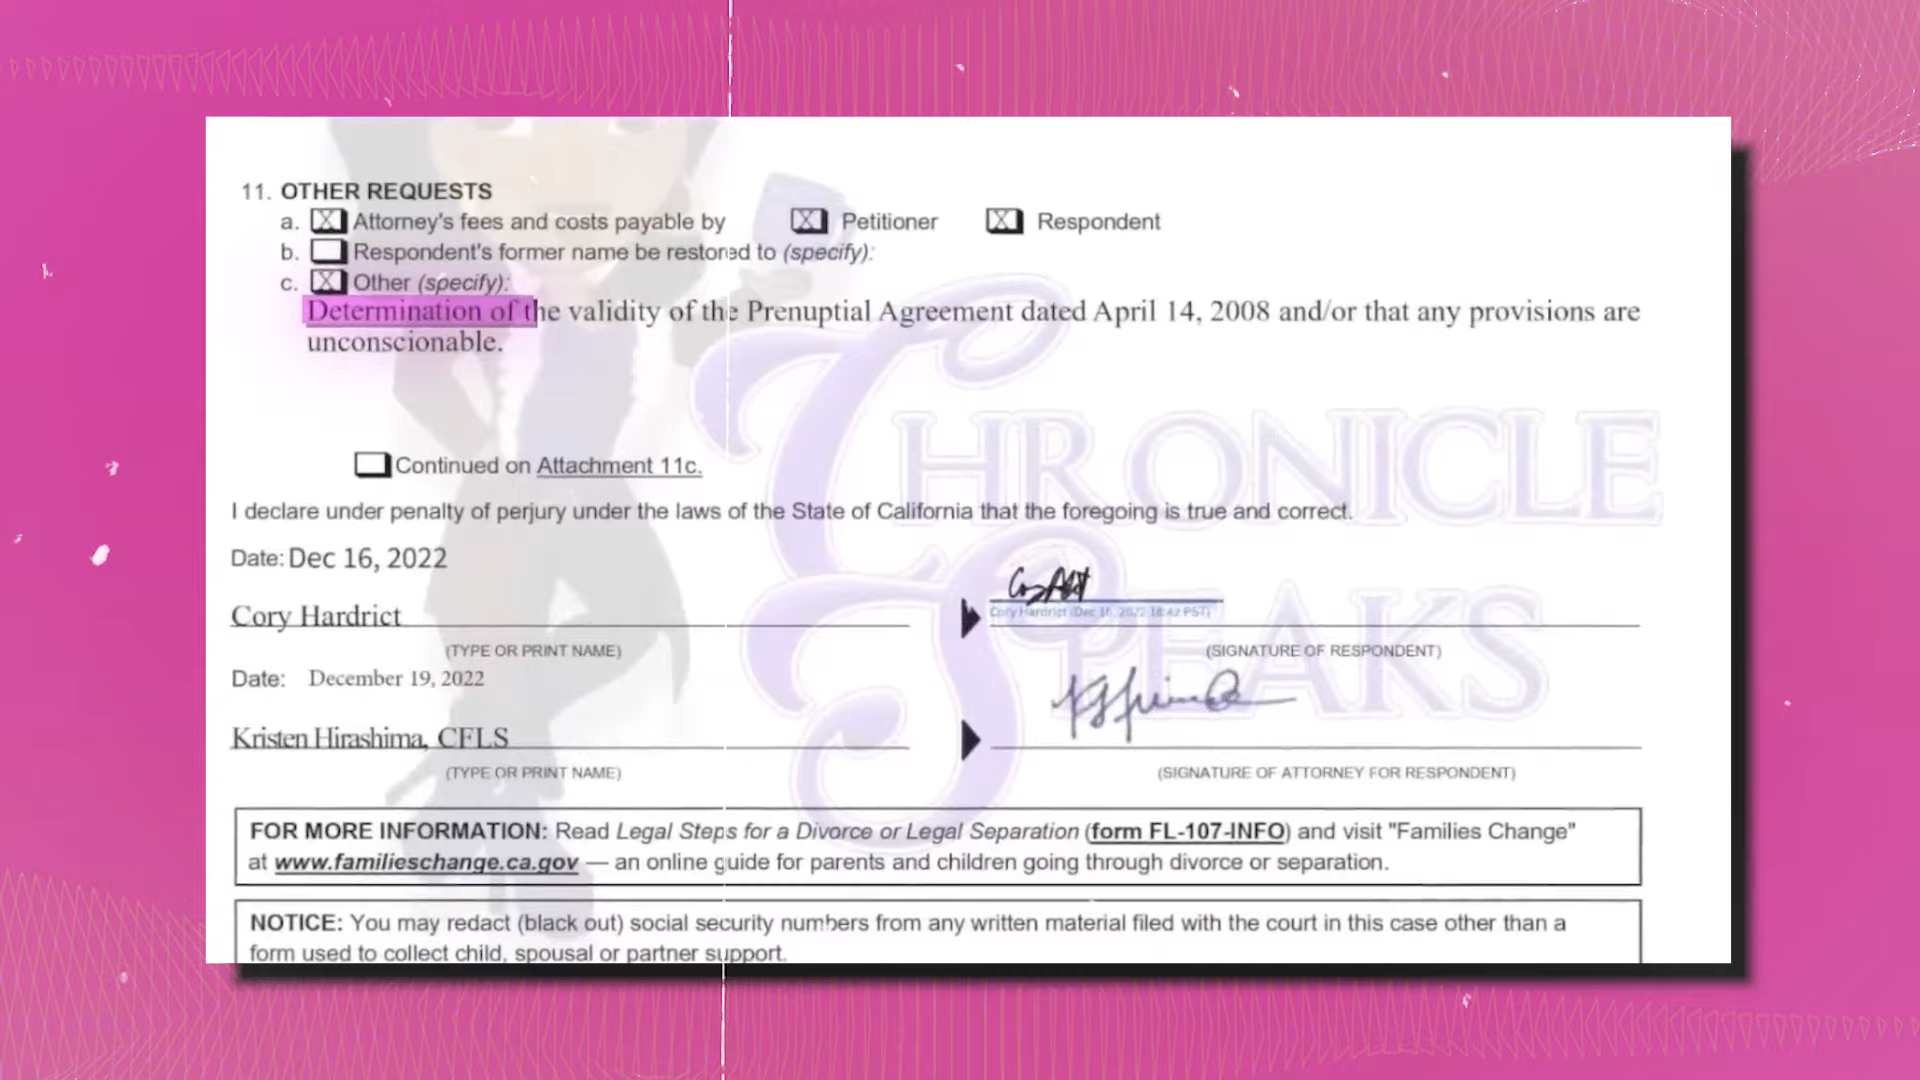 11. OTHER REQUESTS
a. X Attorney's fees and costs payable by X Petitioner X Respondent
b. Respondent's former name be restored to (specify):
c. X Other (specify):
Determination of the validity of the Prenuptial Agreement dated April 14, 2008 and/or that any provisions are
unconscionable.
Continued on Attachment 11c.
I declare under penalty of perjury under the laws of the State of California that the foregoing is true and correct.
Date: Dec 16, 2022
Cory Hardrict
Cory Hardrict (Dec 16, 2022 18:42 PST)
(TYPE OR PRINT NAME) (SIGNATURE OF RESPONDENT)
Date: December 19, 2022
Kristen Hirashima, CFLS
(TYPE OR PRINT NAME) (SIGNATURE OF ATTORNEY FOR RESPONDENT)
FOR MORE INFORMATION: Read Legal Steps for a Divorce or Legal Separation (form FL-107-INFO) and visit "Families Change"
at www.familieschange.ca.gov — an online guide for parents and children going through divorce or separation.
NOTICE: You may redact (black out) social security numbers from any written material filed with the court in this case other than a
form used to collect child, spousal or partner support.
CHRONICLE
SPEAKS